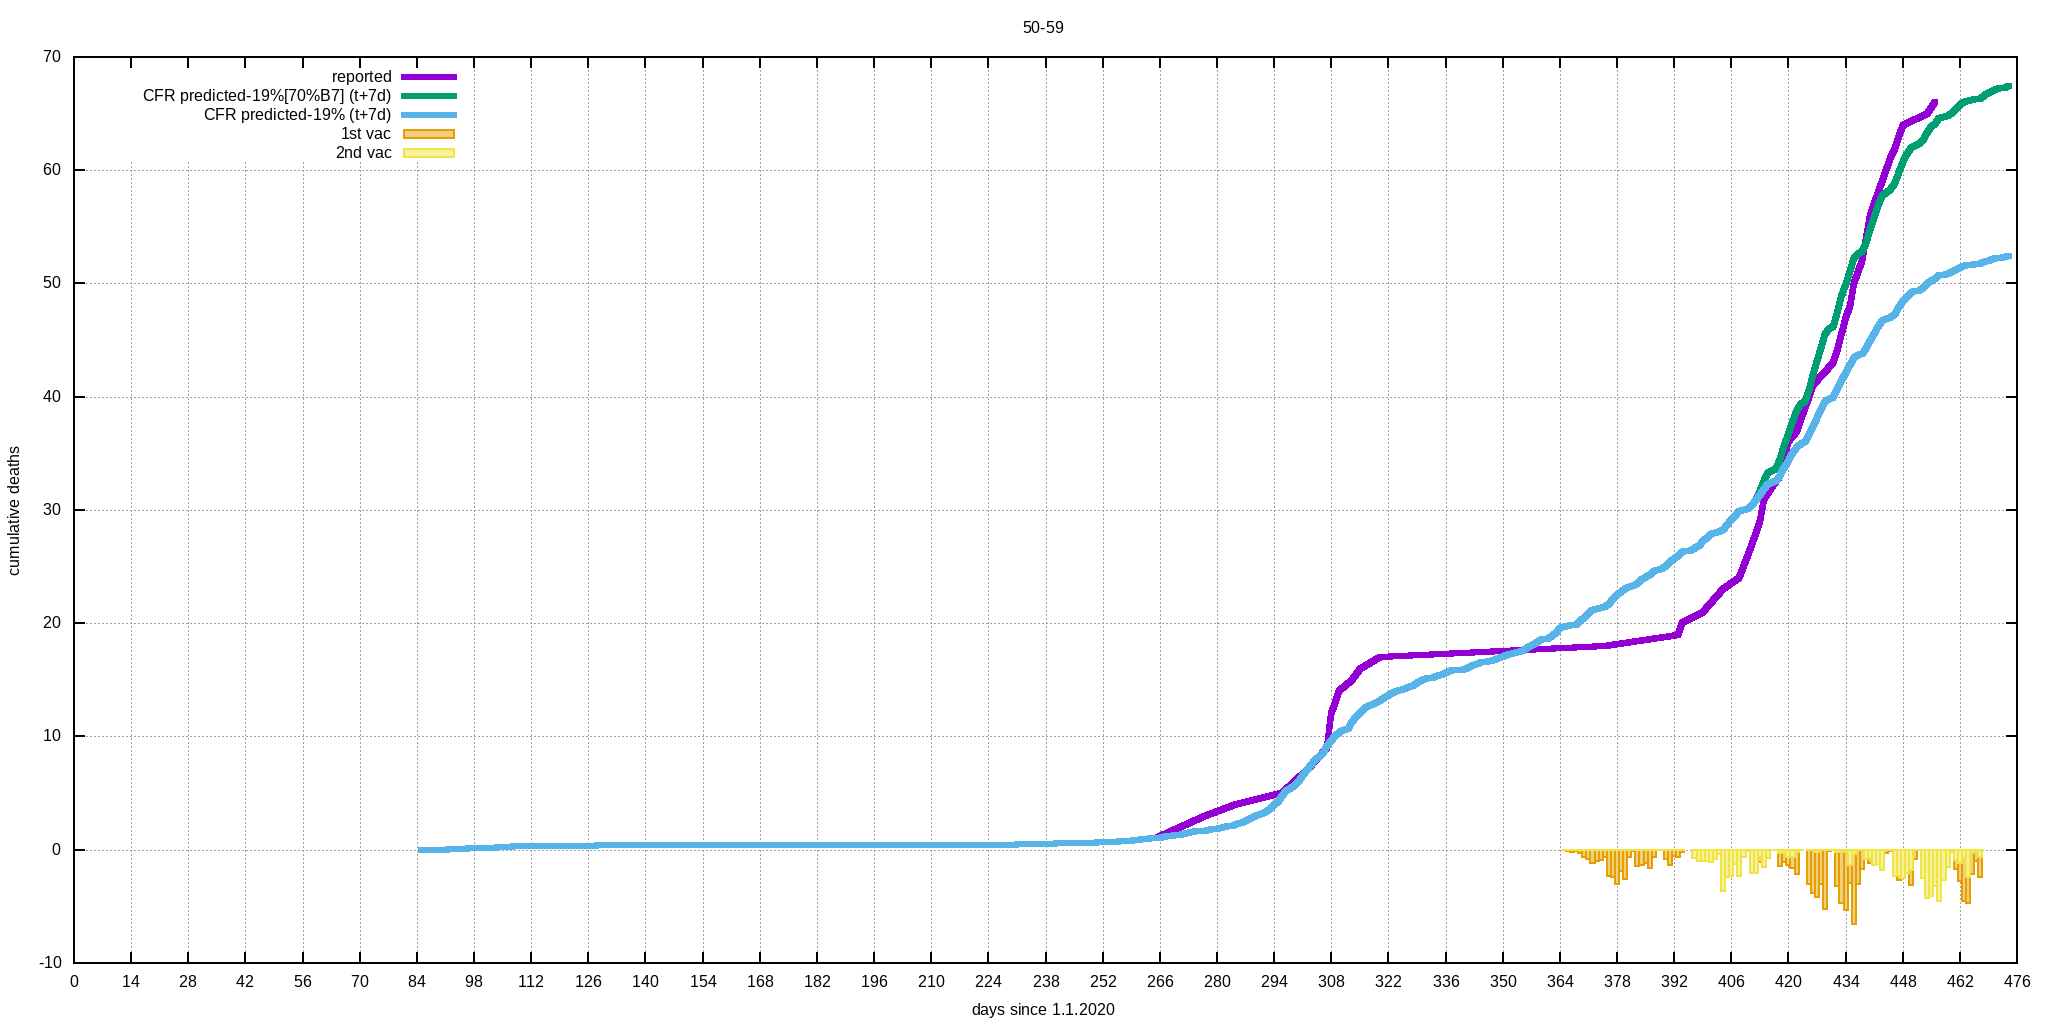 50-59
70
60
50
40
30
20
10
0
-10
reported
CFR predicted-19%[70%B7] (t+7d)
CFR predicted-19% (t+7d)
1st vac
2nd vac
cumulative deaths
0 14 28 42 56 70 84 98 112 126 140 154 168 182 196 210 224 238 252 266 280 294 308 322 336 350 364 378 392 406 420 434 448 462 476
days since 1.1.2020